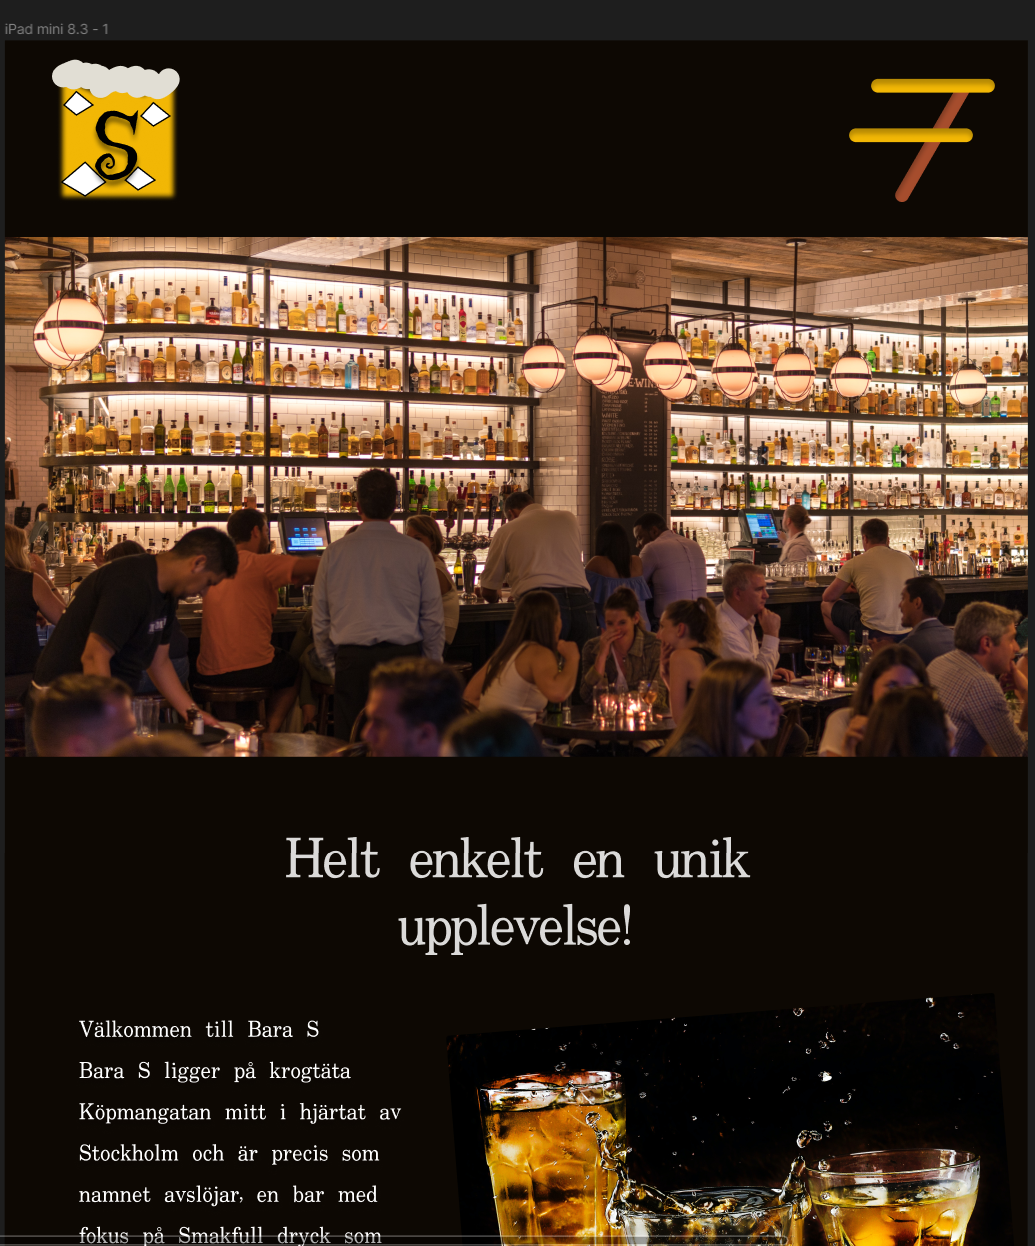 iPad mini 8.3 - 1
S
Helt enkelt en unik
upplevelse!
Välkommen till Bara S
Bara S ligger på krogtäta
Köpmangatan mitt i hjärtat av
Stockholm och är precis som
namnet avslöjar, en bar med
fokus på Smakfull dryck som